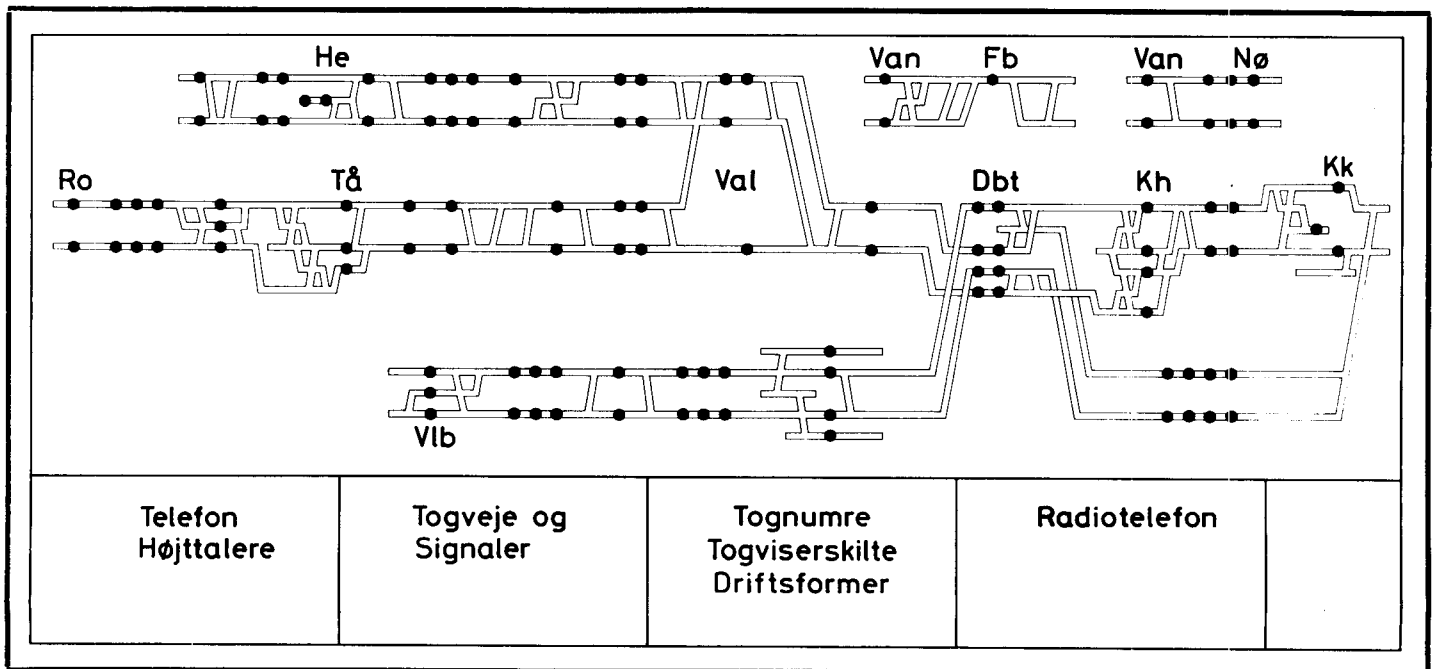 He
Van
Fb
Van
Nø
Ro
Tå
Val
Dbt
Kh
Kk
Vlb
Telefon
Højttalere
Togveje og
Signaler
Tognumre
Togviserskilte
Driftsformer
Radiotelefon